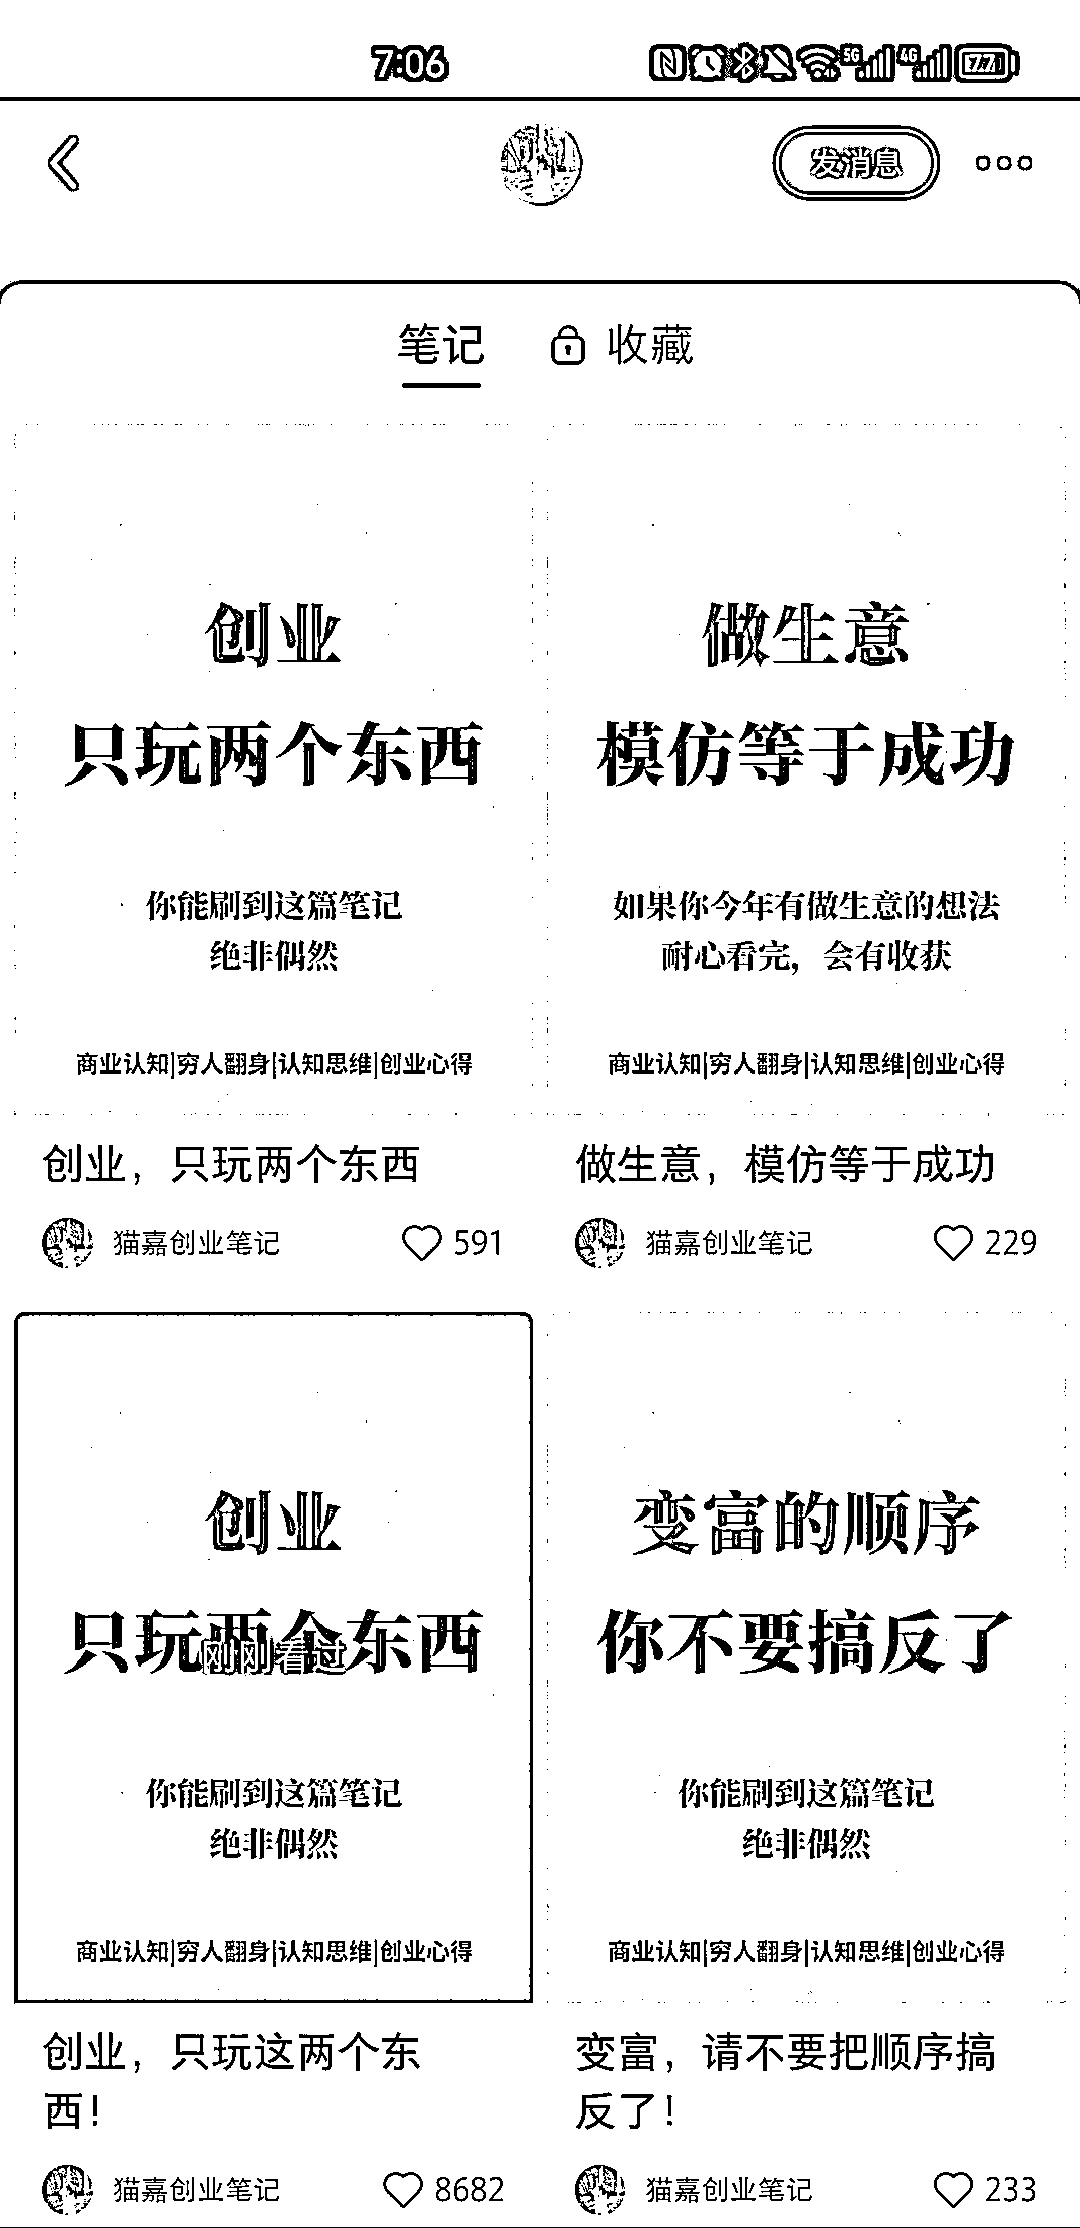 7:06
5G 4G 77
发消息
笔记 收藏
创业
只玩两个东西
你能刷到这篇笔记
绝非偶然
商业认知|穷人翻身|认知思维|创业心得
创业，只玩两个东西
猫嘉创业笔记 591
做生意
模仿等于成功
如果你今年有做生意的想法
耐心看完，会有收获
商业认知|穷人翻身|认知思维|创业心得
做生意，模仿等于成功
猫嘉创业笔记 229
创业
只玩两个东西
刚刚看过
你能刷到这篇笔记
绝非偶然
商业认知|穷人翻身|认知思维|创业心得
创业，只玩这两个东
西！
猫嘉创业笔记 8682
变富的顺序
你不要搞反了
你能刷到这篇笔记
绝非偶然
商业认知|穷人翻身|认知思维|创业心得
变富，请不要把顺序搞
反了！
猫嘉创业笔记 233